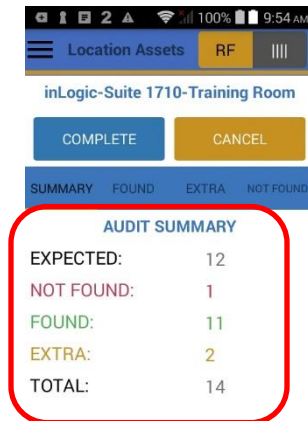 2 100% 9:54 AM
Location Assets RF
inLogic-Suite 1710-Training Room
COMPLETE CANCEL
SUMMARY FOUND EXTRA NOT FOUND
AUDIT SUMMARY
EXPECTED: 12
NOT FOUND: 1
FOUND: 11
EXTRA: 2
TOTAL: 14